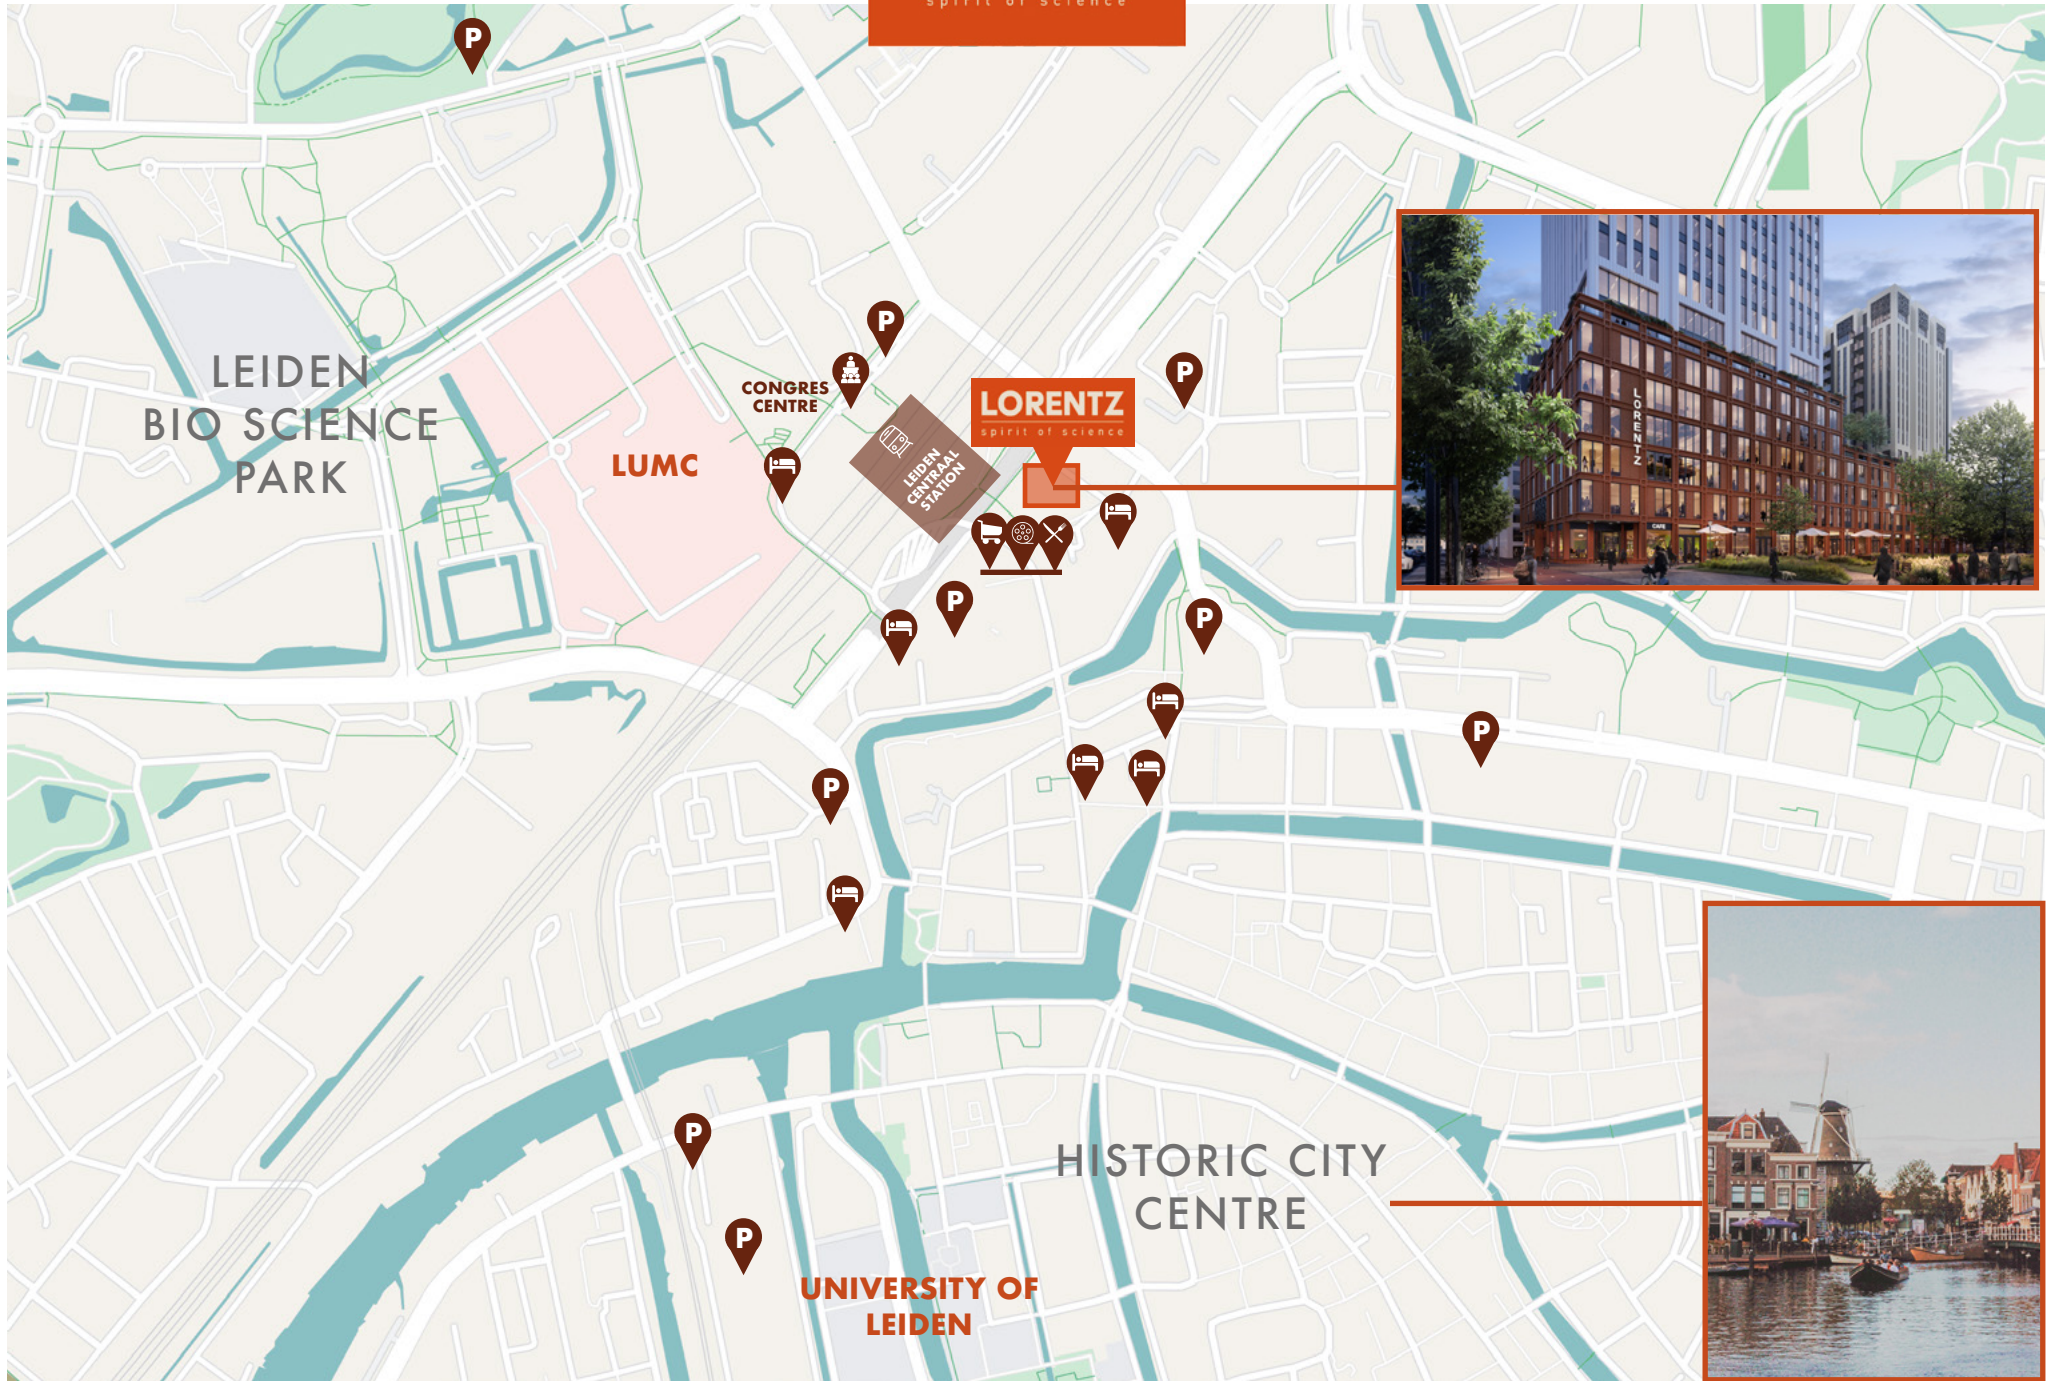 spirit of science
P
P
P
LEIDEN
BIO SCIENCE
PARK
CONGRES
CENTRE
LORENTZ
spirit of science
LEIDEN
CENTRAAL
STATION
LUMC
LORENTZ
CAFE
P
P
P
P
P
HISTORIC CITY
CENTRE
P
UNIVERSITY OF
LEIDEN